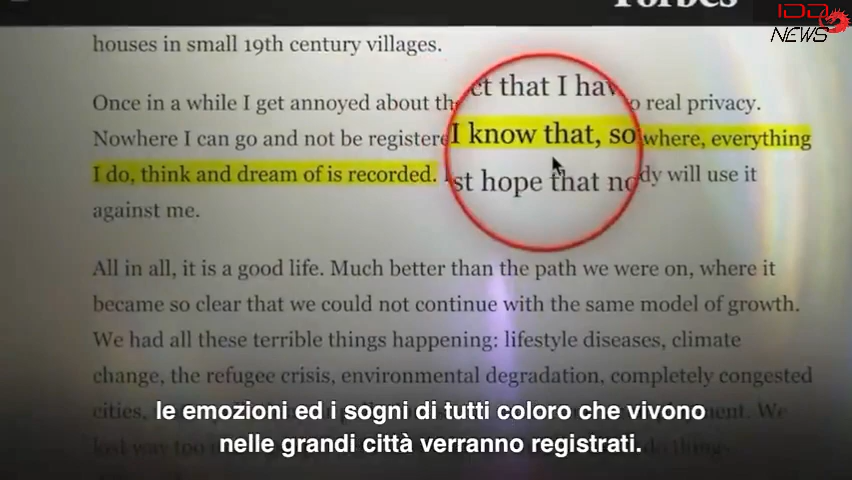 Forbes
NEWS
houses in small 19th century villages.
Once in a while I get annoyed about th ct that I hav o real privacy.
Nowhere I can go and not be registere I know that, so where, everything
I do, think and dream of is recorded. st hope that no dy will use it
against me.
All in all, it is a good life. Much better than the path we were on, where it
became so clear that we could not continue with the same model of growth.
We had all these terrible things happening: lifestyle diseases, climate
change, the refugee crisis, environmental degradation, completely congested
cities, We
le emozioni ed i sogni di tutti coloro che vivono
nelle grandi città verranno registrati.